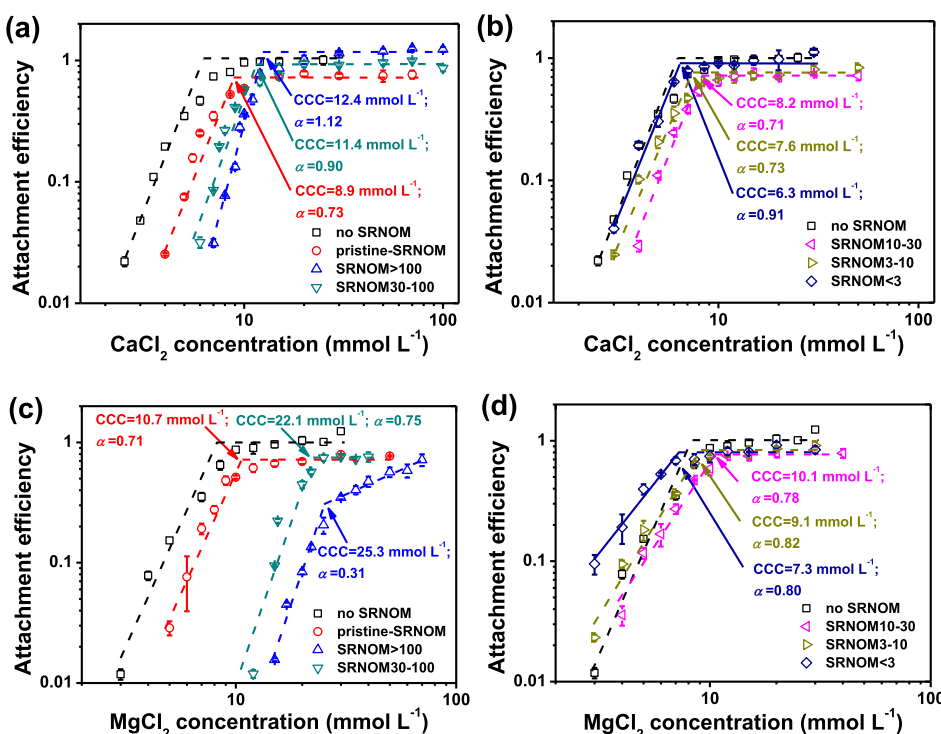 (a)
Attachment efficiency
1
0.1
0.01
CCC=12.4 mmol L⁻¹;
α=1.12
CCC=11.4 mmol L⁻¹;
α=0.90
CCC=8.9 mmol L⁻¹;
α=0.73
no SRNOM
pristine-SRNOM
SRNOM>100
SRNOM30-100
10
100
CaCl₂ concentration (mmol L⁻¹)
(b)
Attachment efficiency
1
0.1
0.01
CCC=8.2 mmol L⁻¹;
α=0.71
CCC=7.6 mmol L⁻¹;
α=0.73
CCC=6.3 mmol L⁻¹;
α=0.91
no SRNOM
SRNOM10-30
SRNOM3-10
SRNOM<3
10
100
CaCl₂ concentration (mmol L⁻¹)
(c)
Attachment efficiency
1
0.1
0.01
CCC=10.7 mmol L⁻¹;
α=0.71
CCC=22.1 mmol L⁻¹; α=0.75
CCC=25.3 mmol L⁻¹;
α=0.31
no SRNOM
pristine-SRNOM
SRNOM>100
SRNOM30-100
10
100
MgCl₂ concentration (mmol L⁻¹)
(d)
Attachment efficiency
1
0.1
0.01
CCC=10.1 mmol L⁻¹;
α=0.78
CCC=9.1 mmol L⁻¹;
α=0.82
CCC=7.3 mmol L⁻¹;
α=0.80
no SRNOM
SRNOM10-30
SRNOM3-10
SRNOM<3
10
100
MgCl₂ concentration (mmol L⁻¹)